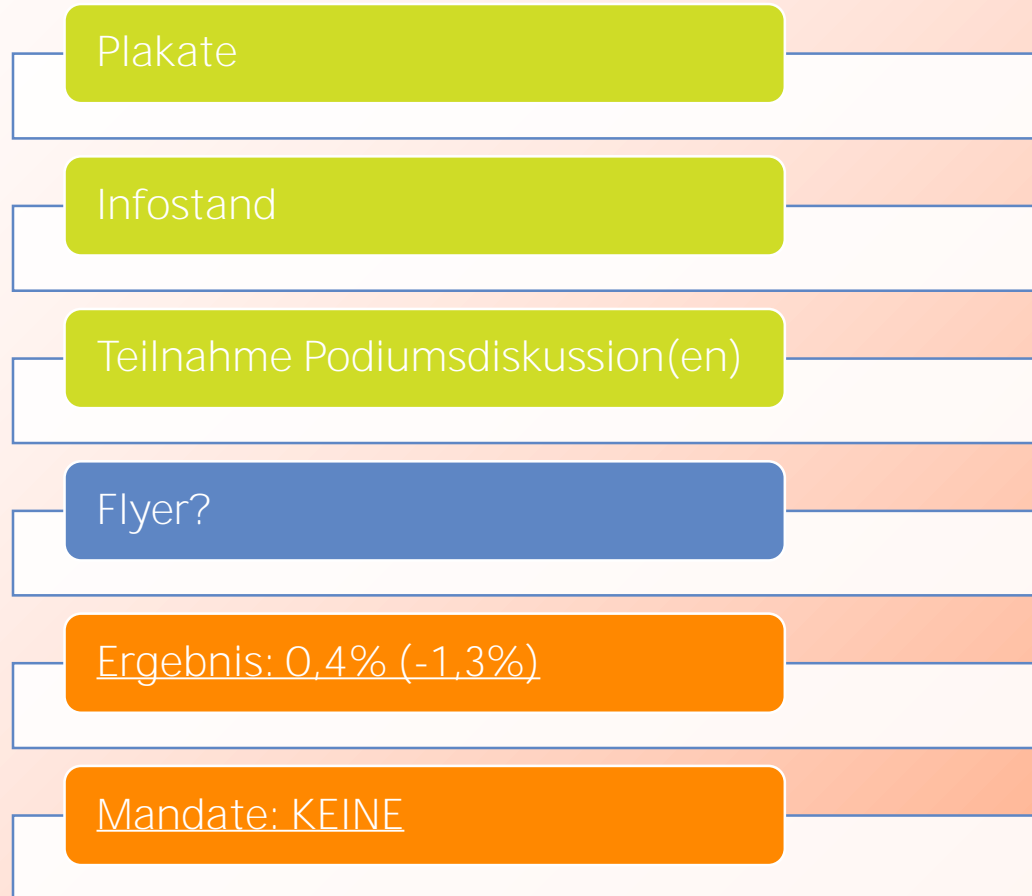 Plakate
Infostand
Teilnahme Podiumsdiskussion(en)
Flyer?
Ergebnis: 0,4% (-1,3%)
Mandate: KEINE